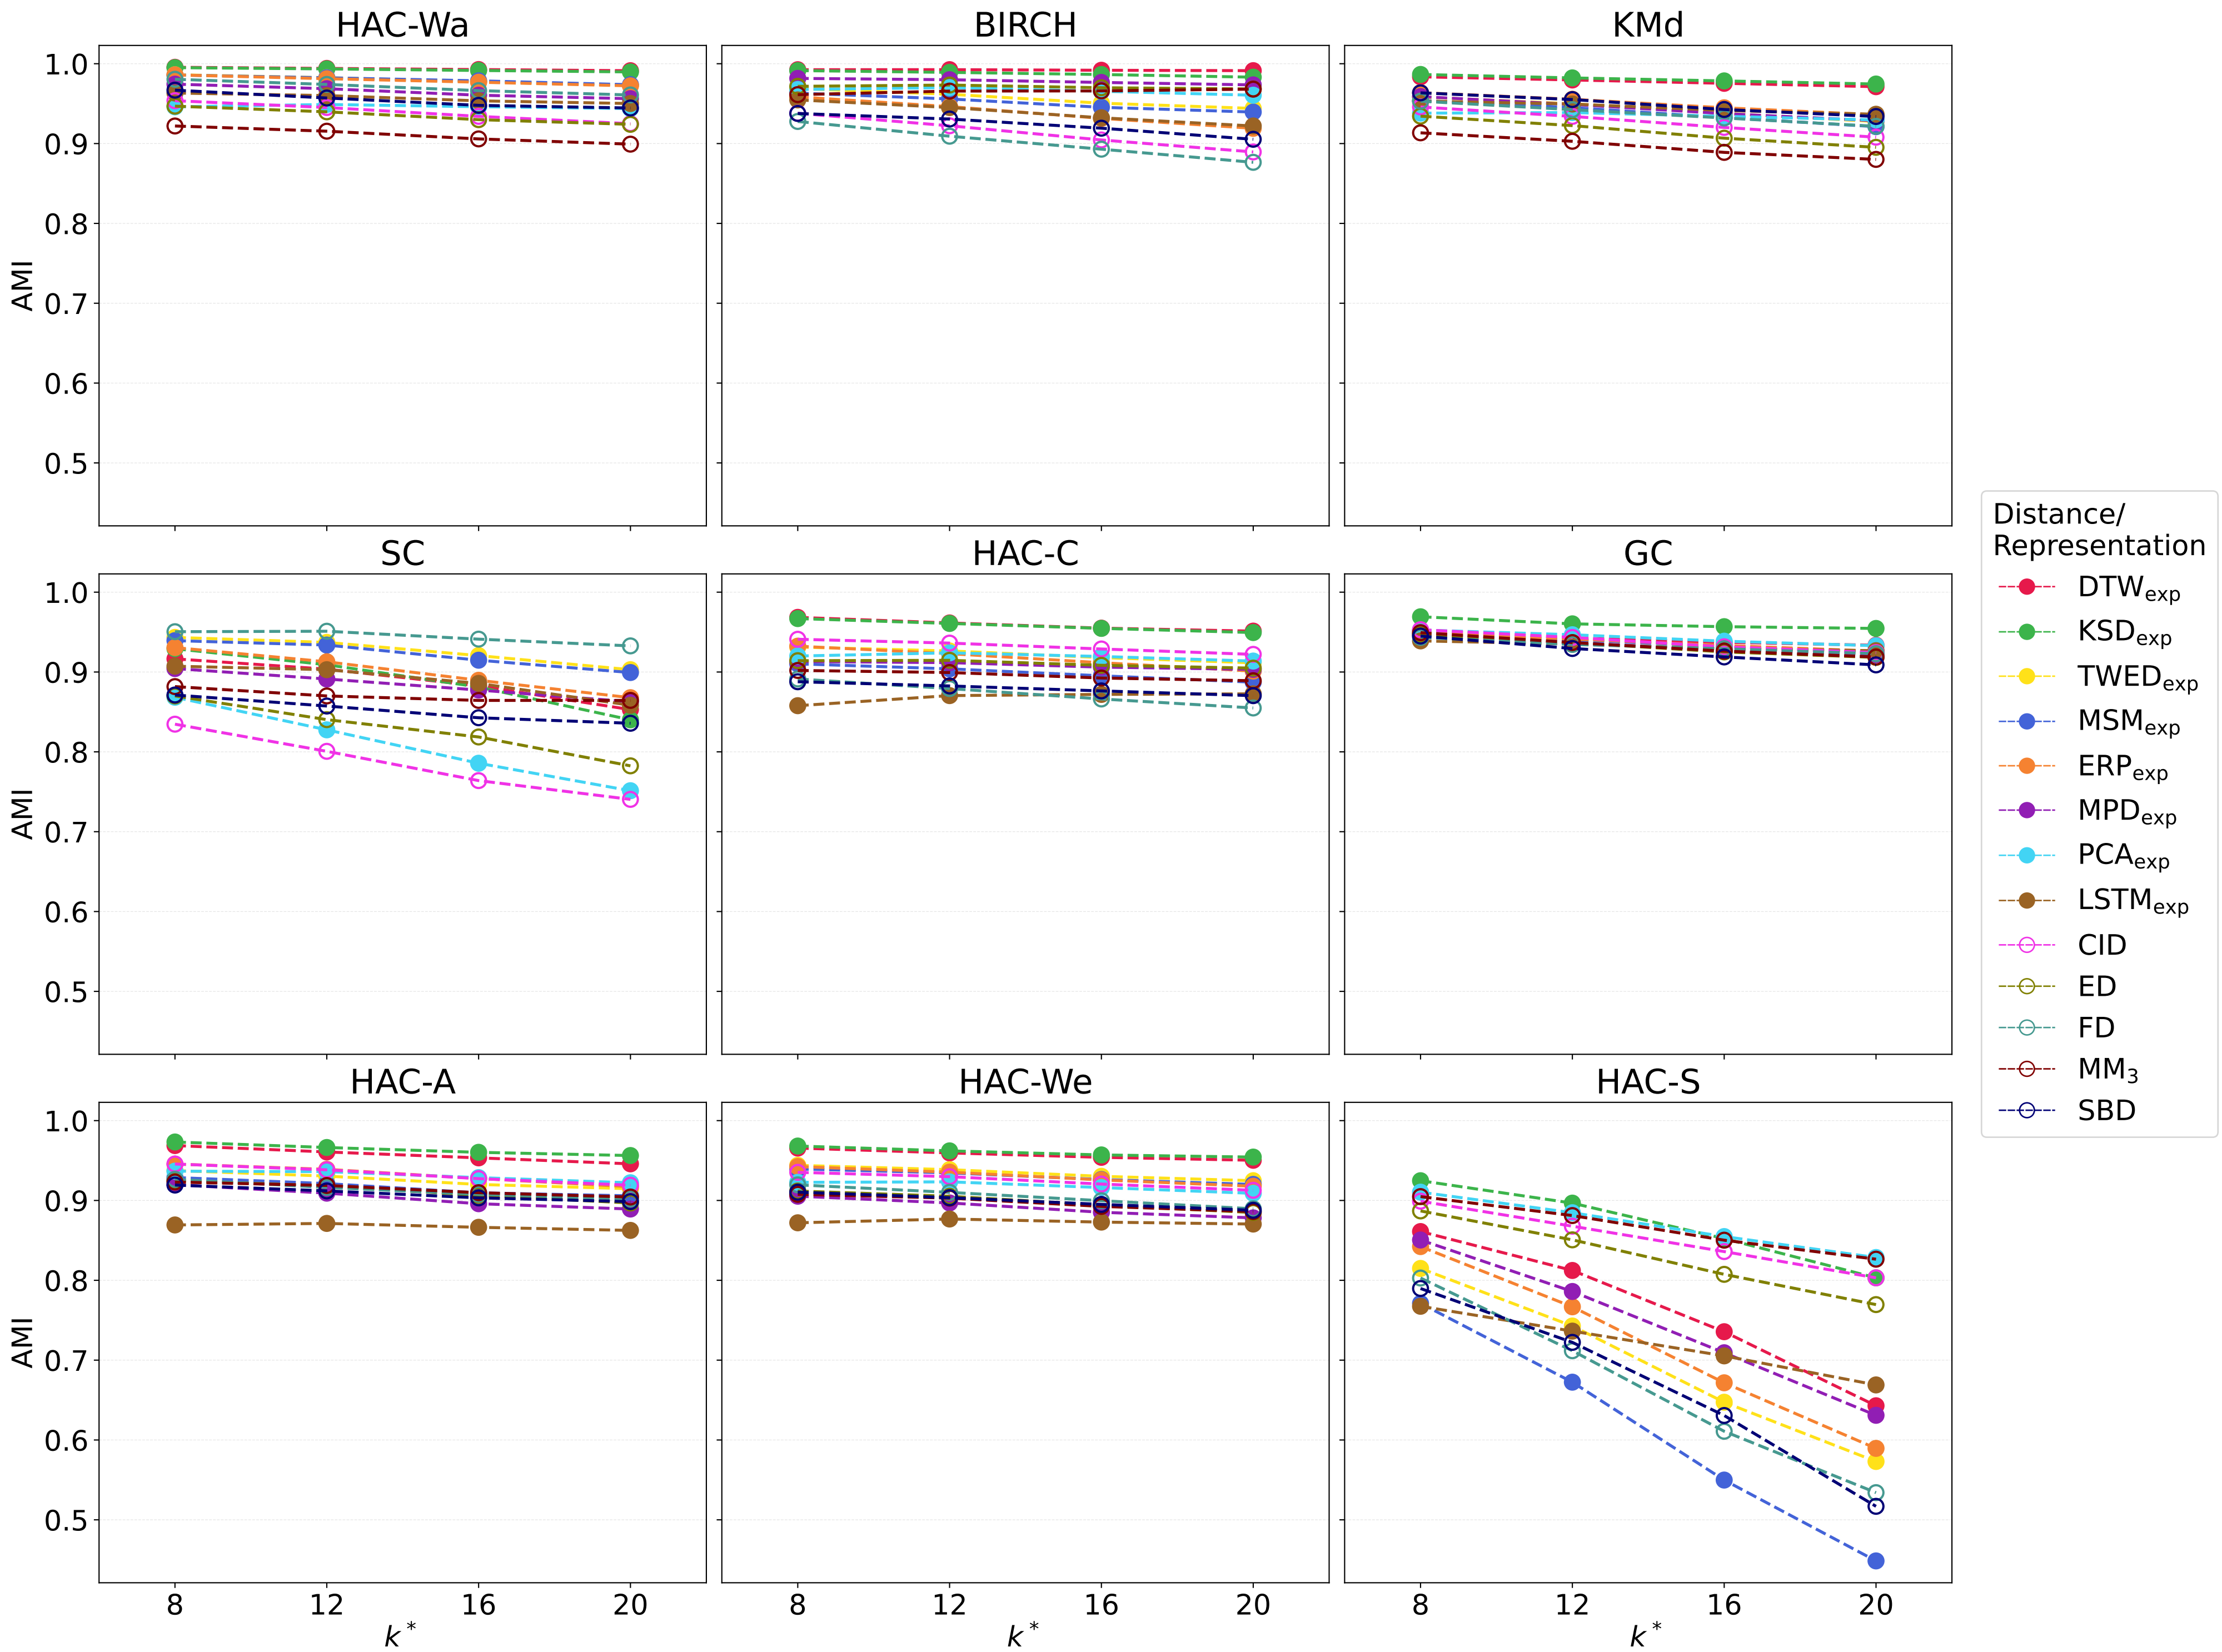 HAC-Wa
BIRCH
KMd
AMI
1.0
0.9
0.8
0.7
0.6
0.5
SC
HAC-C
GC
AMI
1.0
0.9
0.8
0.7
0.6
0.5
HAC-A
HAC-We
HAC-S
AMI
1.0
0.9
0.8
0.7
0.6
0.5
8 12 16 20
8 12 16 20
8 12 16 20
k*
k*
k*
Distance/
Representation
DTWexp
KSDexp
TWEDexp
MSMexp
ERPexp
MPDexp
PCAexp
LSTMexp
CID
ED
FD
MM3
SBD